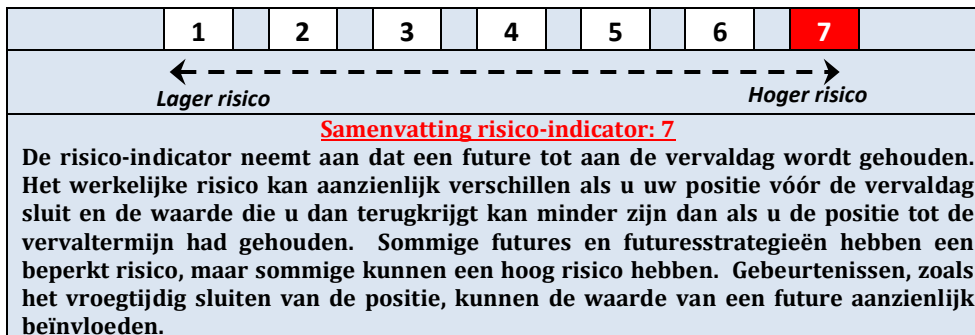 1 2 3 4 5 6 7
Lager risico Hoger risico
Samenvatting risico-indicator: 7
De risico-indicator neemt aan dat een future tot aan de vervaldag wordt gehouden.
Het werkelijke risico kan aanzienlijk verschillen als u uw positie vóór de vervaldag
sluit en de waarde die u dan terugkrijgt kan minder zijn dan als u de positie tot de
vervaltermijn had gehouden. Sommige futures en futuresstrategieën hebben een
beperkt risico, maar sommige kunnen een hoog risico hebben. Gebeurtenissen, zoals
het vroegtijdig sluiten van de positie, kunnen de waarde van een future aanzienlijk
beïnvloeden.